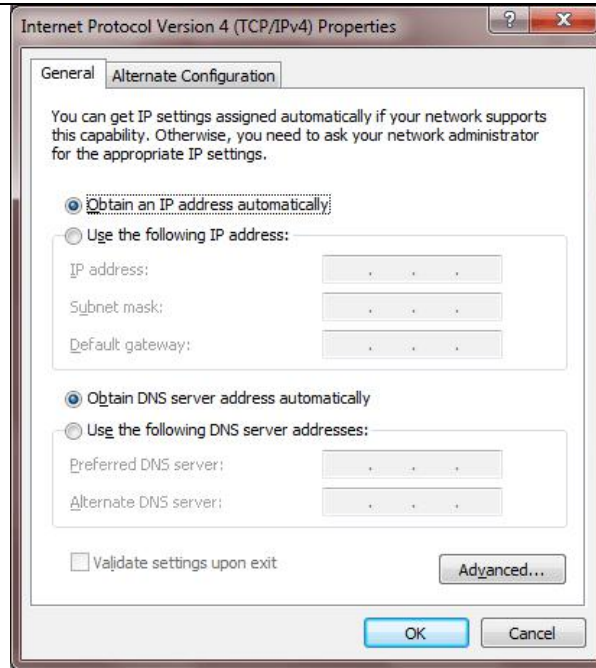 Internet Protocol Version 4 (TCP/IPv4) Properties
?
X
General
Alternate Configuration
You can get IP settings assigned automatically if your network supports
this capability. Otherwise, you need to ask your network administrator
for the appropriate IP settings.
Obtain an IP address automatically
Use the following IP address:
IP address:
Subnet mask:
Default gateway:
Obtain DNS server address automatically
Use the following DNS server addresses:
Preferred DNS server:
Alternate DNS server:
Validate settings upon exit
Advanced...
OK
Cancel